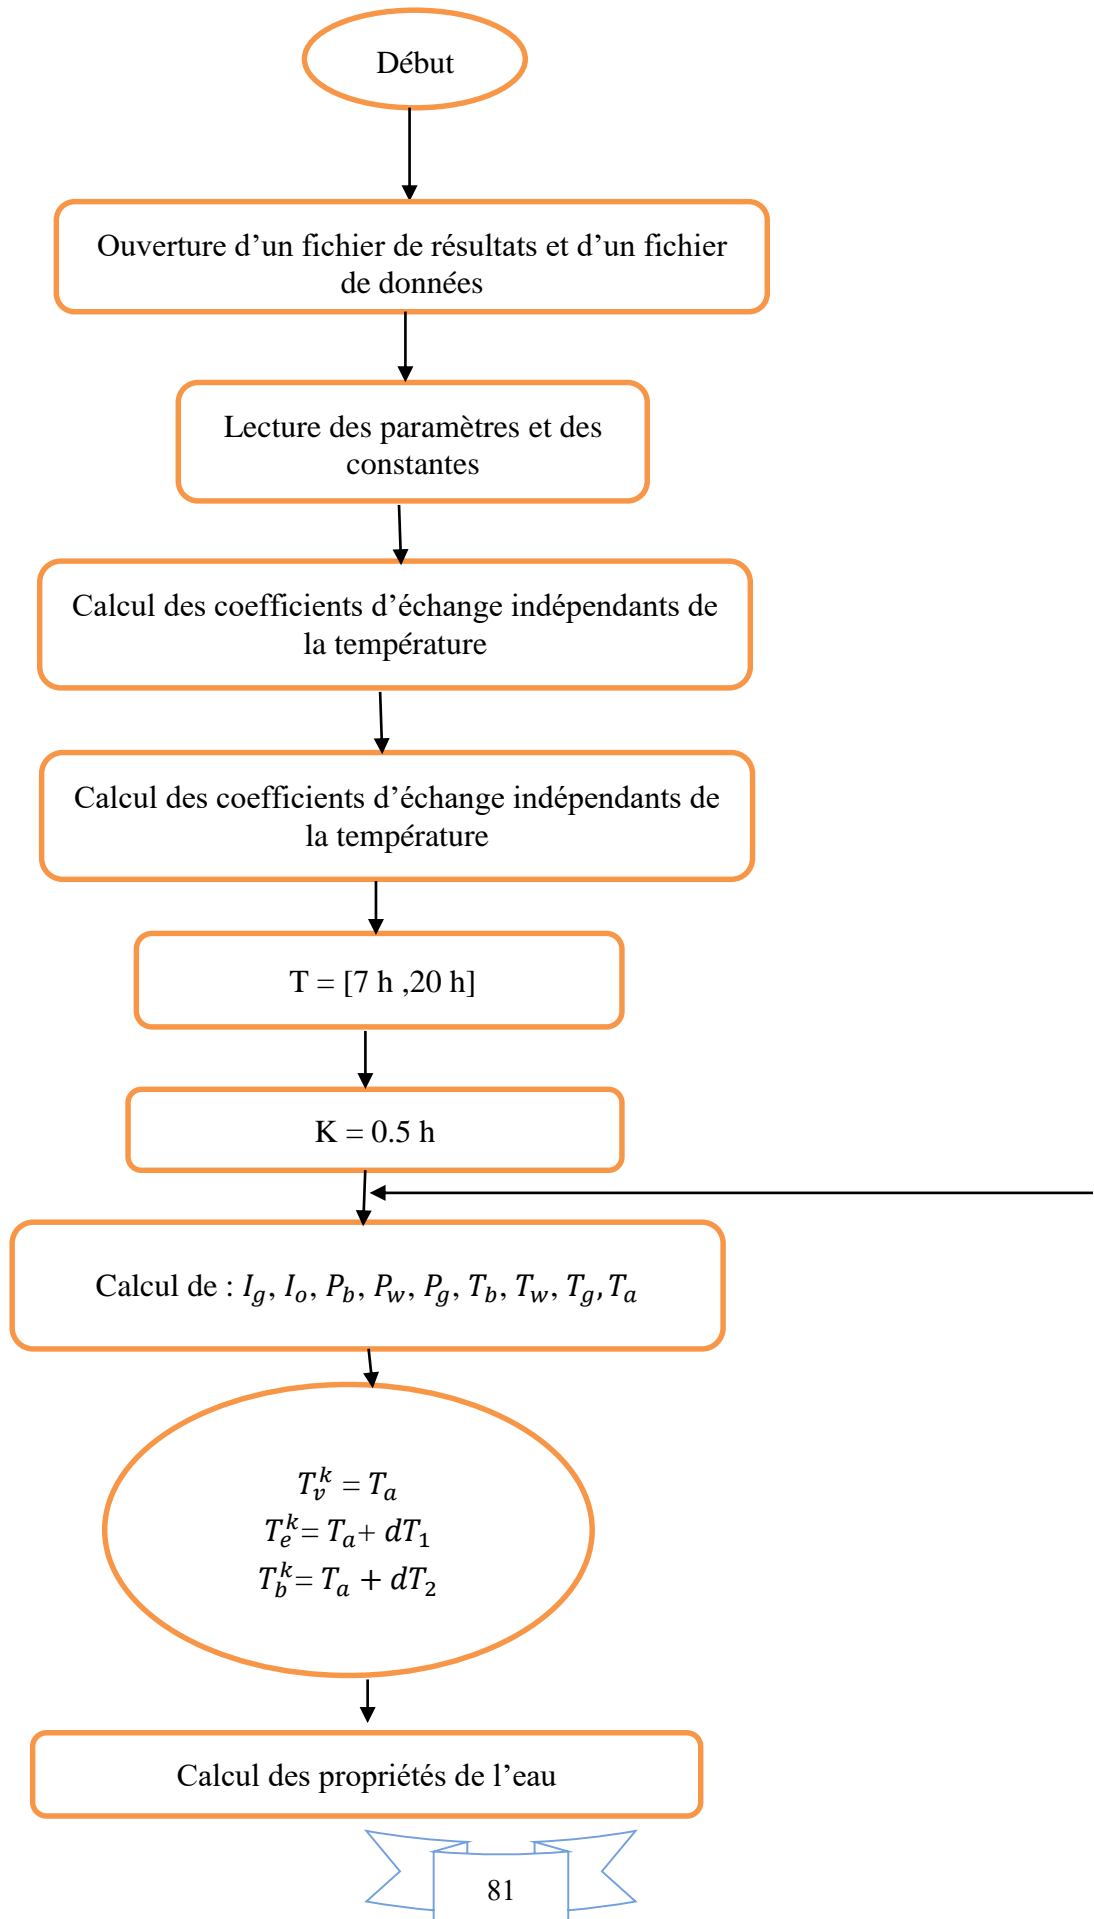 Début
Ouverture d’un fichier de résultats et d’un fichier
de données
Lecture des paramètres et des
constantes
Calcul des coefficients d’échange indépendants de
la température
Calcul des coefficients d’échange indépendants de
la température
T = [7 h ,20 h]
K = 0.5 h
Calcul de : $I_g$, $I_o$, $P_b$, $P_w$, $P_g$, $T_b$, $T_w$, $T_g$, $T_a$
$T_v^k = T_a$
$T_e^k = T_a + dT_1$
$T_b^k = T_a + dT_2$
Calcul des propriétés de l’eau
81